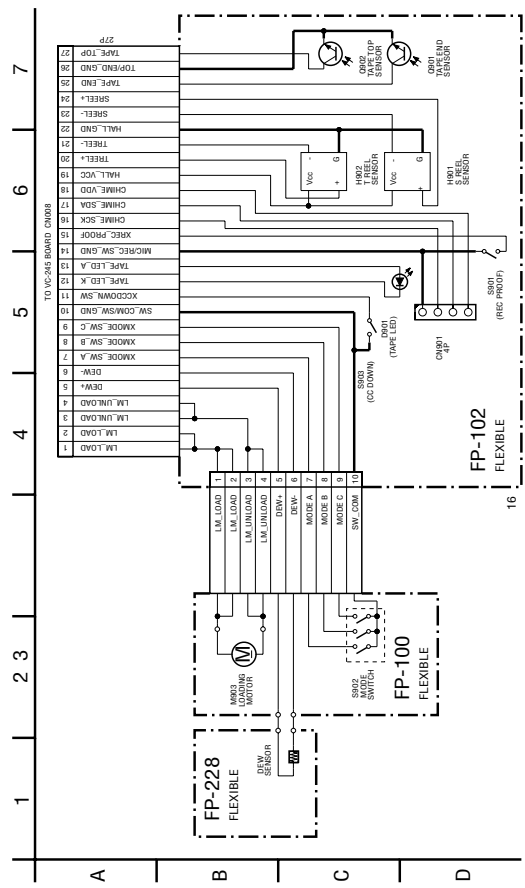 1
2 3
4
5
6
7
A
B
C
D
TO VC-245 BOARD CN008
27P
1 LM_LOAD
2 LM_LOAD
3 LM_UNLOAD
4 LM_UNLOAD
5 DEW+
6 DEW-
7 XMODE_SW_A
8 XMODE_SW_B
9 XMODE_SW_C
10 SW_COM/SW_GND
11 XCCDOWN_SW
12 TAPE_LED_K
13 TAPE_LED_A
14 MIC/REC_SW_GND
15 XREC_PROOF
16 CHIME_SCK
17 CHIME_SDA
18 CHIME_VDD
19 HALL_VCC
20 TREEL+
21 TREEL-
22 HALL_GND
23 SREEL-
24 SREEL+
25 TAPE_END
26 TOP/END_GND
27 TAPE_TOP
Q902
TAPE TOP
SENSOR
Q901
TAPE END
SENSOR
Vcc -
+ G
H902
T REEL
SENSOR
Vcc -
+ G
H901
S REEL
SENSOR
S901
(REC PROOF)
D901
(TAPE LED)
CN901
4P
S903
(CC DOWN)
FP-102
FLEXIBLE
LM_LOAD 1
LM_LOAD 2
LM_UNLOAD 3
LM_UNLOAD 4
DEW+ 5
DEW- 6
MODE A 7
MODE B 8
MODE C 9
SW_COM 10
M
M903
LOADING
MOTOR
S902
MODE
SWITCH
FP-100
FLEXIBLE
FP-228
FLEXIBLE
DEW
SENSOR
16